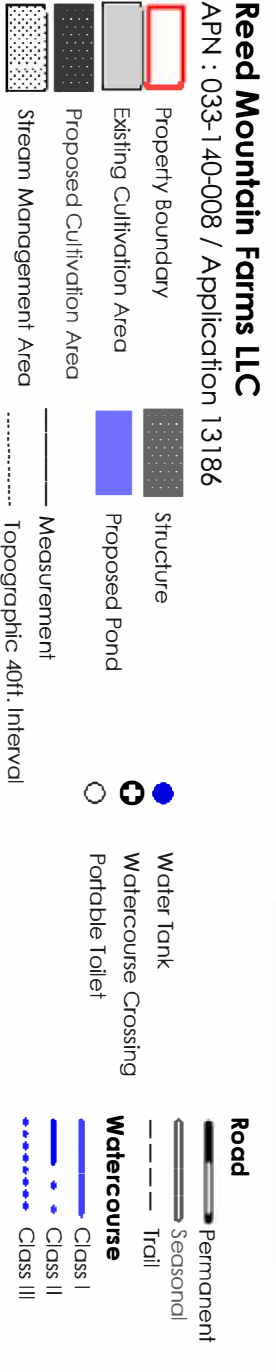 Reed Mountain Farms LLC
APN : 033-140-008 / Application 13186
Property Boundary
Existing Cultivation Area
Proposed Cultivation Area
Stream Management Area
Structure
Proposed Pond
Measurement
Topographic 40ft. Interval
Water Tank
Watercourse Crossing
Portable Toilet
Road
Permanent
Seasonal
Trail
Watercourse
Class I
Class II
Class III